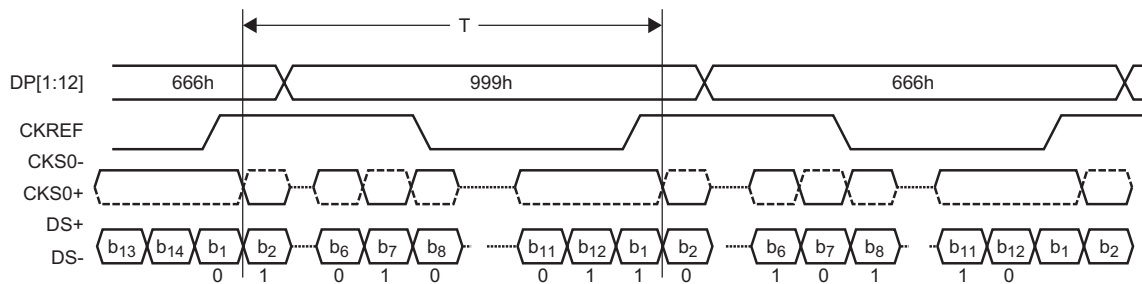 T
DP[1:12] 666h 999h 666h
CKREF
CKS0-
CKS0+
DS+
DS-
b13 b14 b1 b2 b6 b7 b8 b11 b12 b1 b2 b6 b7 b8 b11 b12 b1 b2
0 1 0 1 0 0 1 1 0 1 0 1 1 0